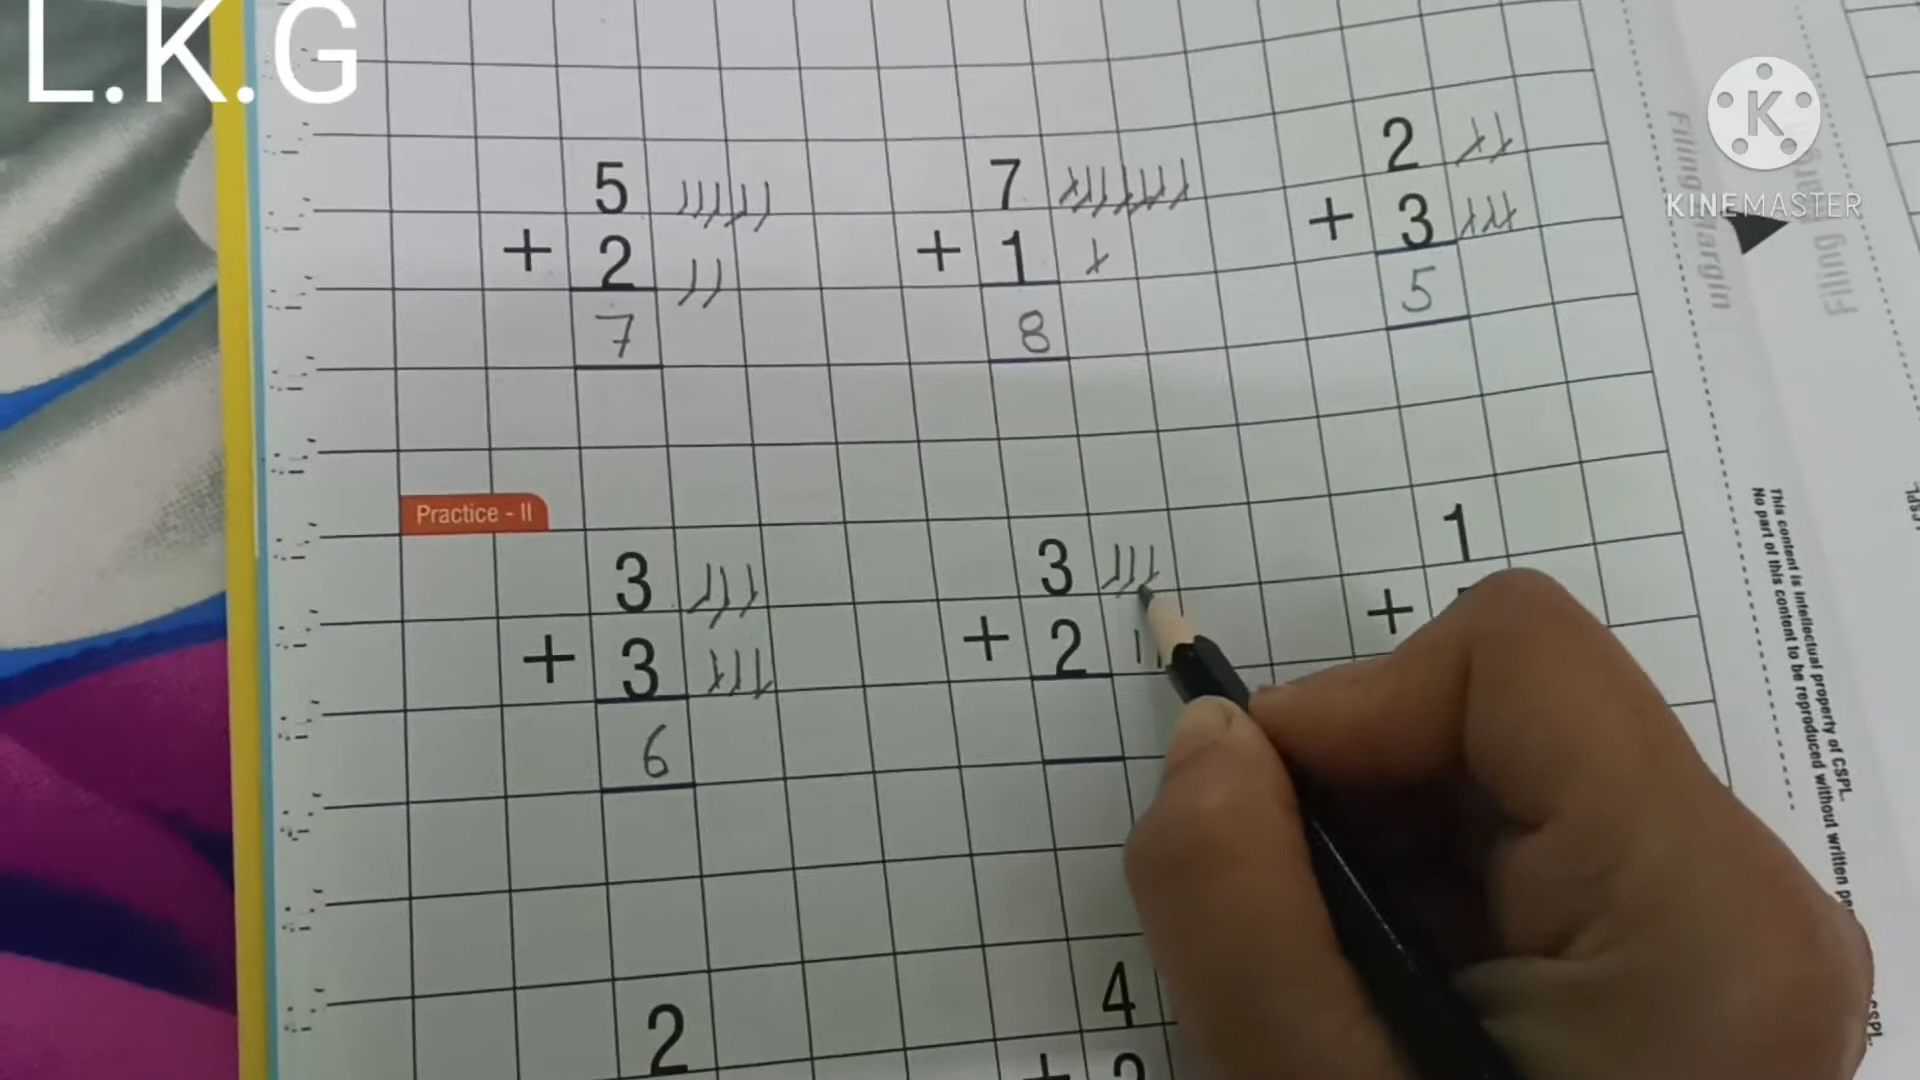 L.K.G
K
KINEMASTER
5 7 2
+ 2 + 1 + 3
7 8 5
Practice - II
3 3 1
+ 3 + 2 +
6
2 4
+
Filing Margin
Filing
This content is intellectual property of CSPL.
No part of this content to be reproduced without written
CSPL.